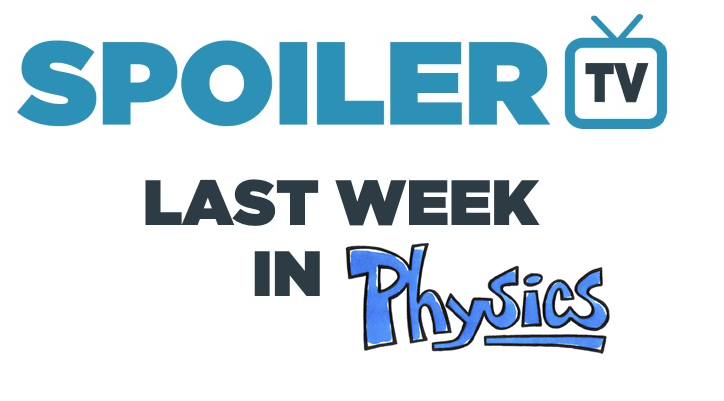 SPOILER TV
LAST WEEK
IN Physics